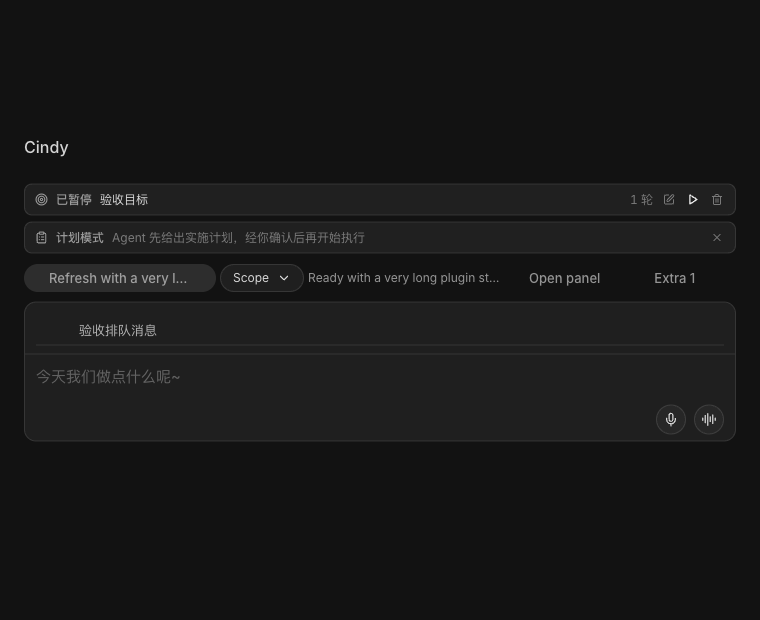 Cindy
已暂停 验收目标 1 轮
计划模式 Agent 先给出实施计划，经你确认后再开始执行
Refresh with a very l... Scope Ready with a very long plugin st... Open panel Extra 1
验收排队消息
今天我们做点什么呢~